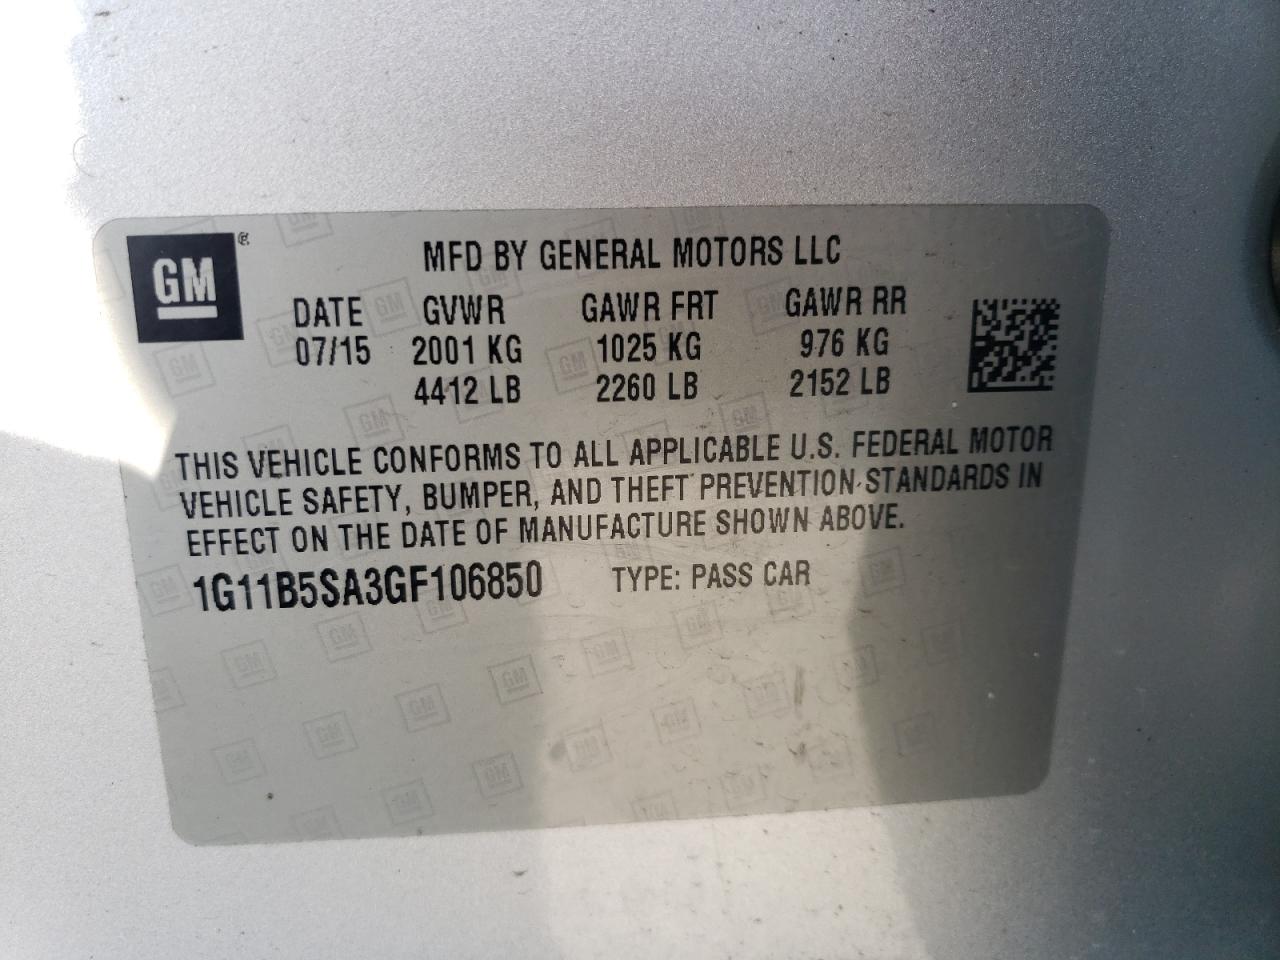 GM ®
MFD BY GENERAL MOTORS LLC
DATE GVWR GAWR FRT GAWR RR
07/15 2001 KG 1025 KG 976 KG
4412 LB 2260 LB 2152 LB
THIS VEHICLE CONFORMS TO ALL APPLICABLE U.S. FEDERAL MOTOR
VEHICLE SAFETY, BUMPER, AND THEFT PREVENTION STANDARDS IN
EFFECT ON THE DATE OF MANUFACTURE SHOWN ABOVE.
1G11B5SA3GF106850 TYPE: PASS CAR